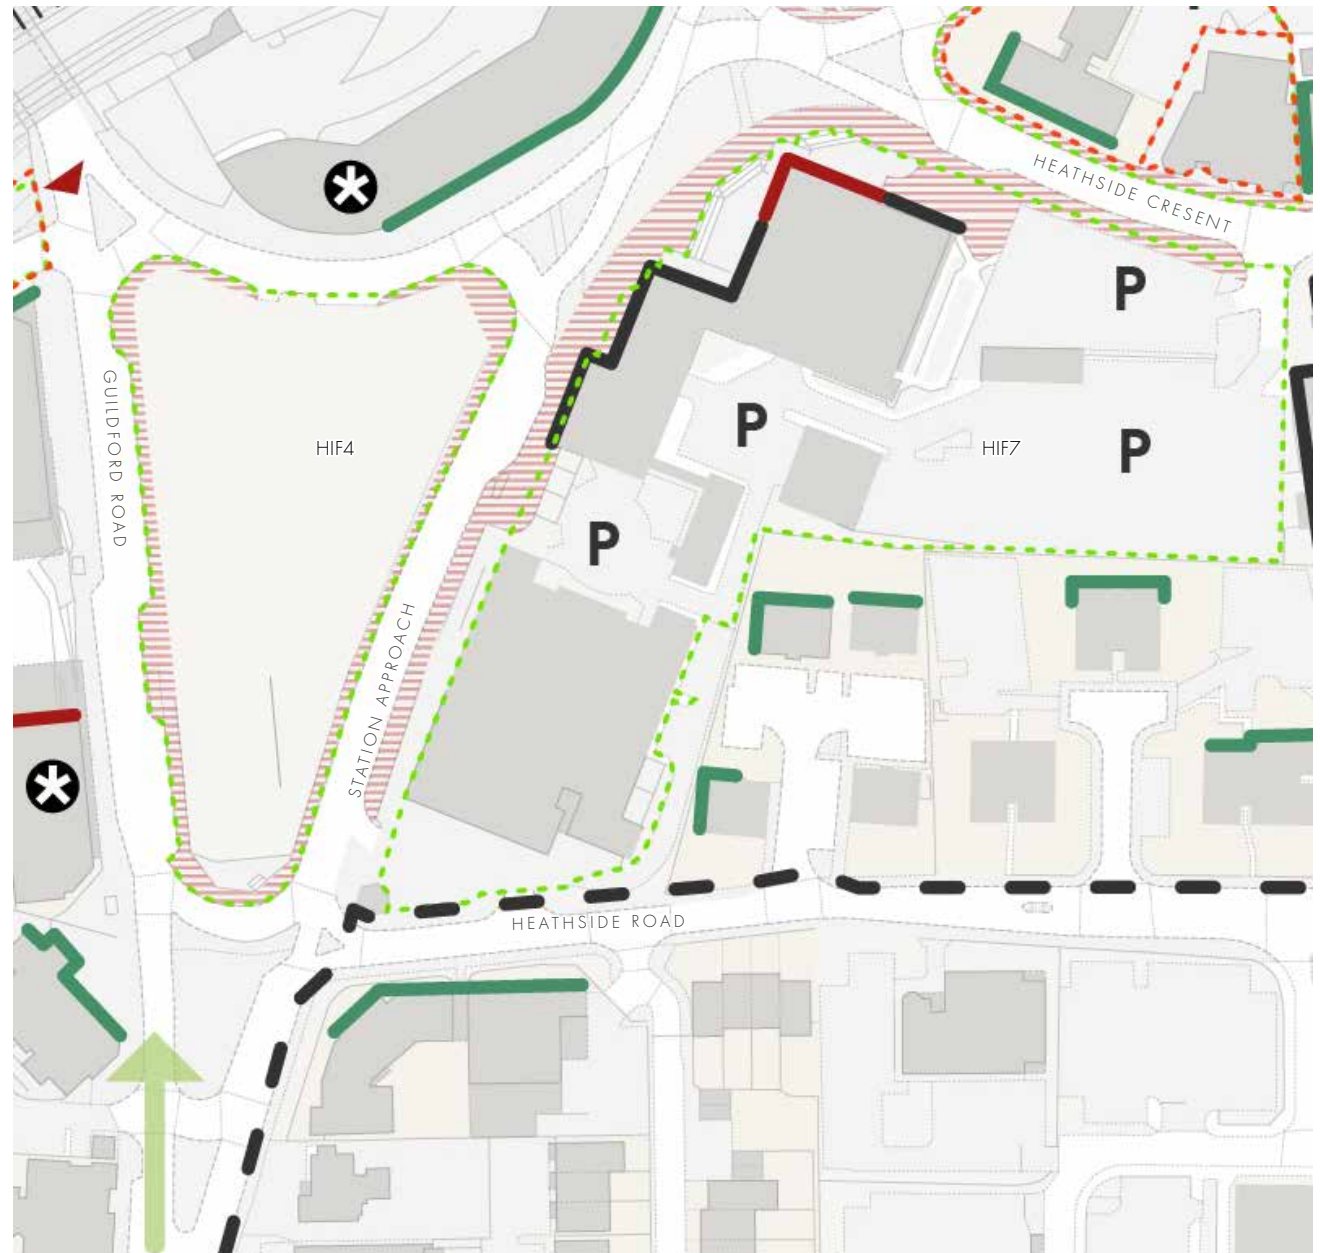 HEATHSIDE CRESENT
P
GUILDFORD ROAD
HIF4
P
HIF7
P
P
STATION APPROACH
HEATHSIDE ROAD